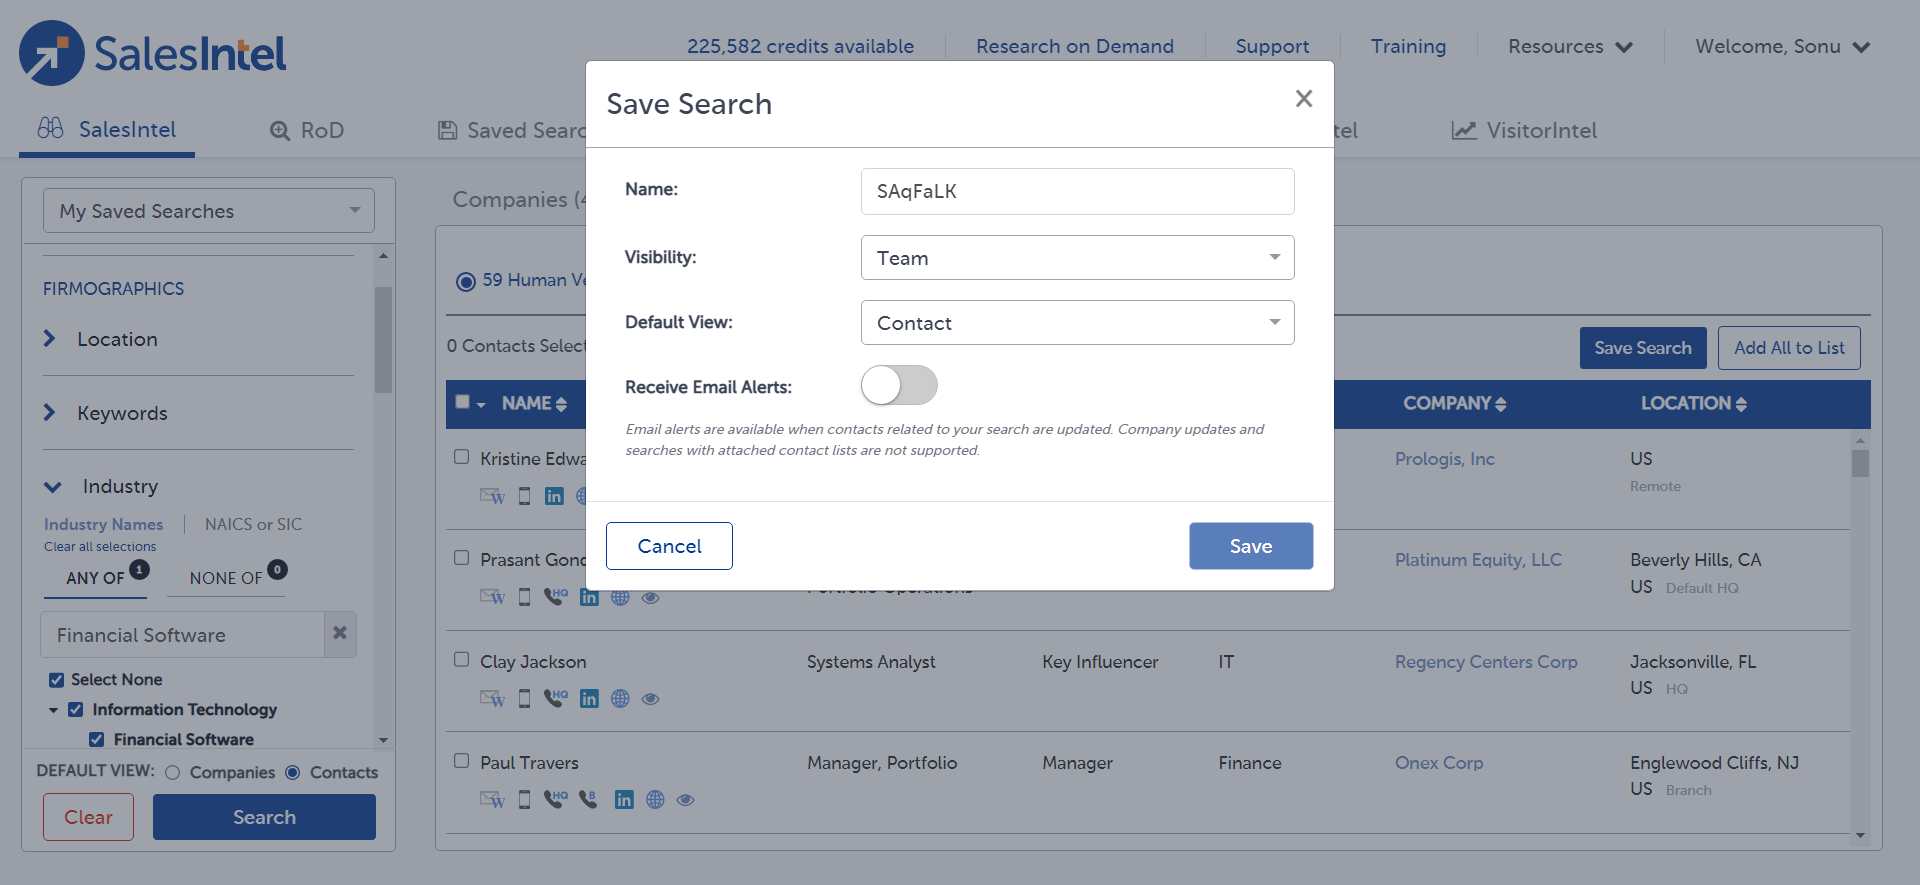 SalesIntel
225,582 credits available
Research on Demand
Support
Training
Resources
Welcome, Sonu
SalesIntel
RoD
Saved Searc
tel
VisitorIntel
Save Search
Name:
SAqFaLK
Visibility:
Team
Default View:
Contact
Receive Email Alerts:
Email alerts are available when contacts related to your search are updated. Company updates and
searches with attached contact lists are not supported.
Cancel
Save
My Saved Searches
FIRMOGRAPHICS
Location
Keywords
Industry
Industry Names
NAICS or SIC
Clear all selections
ANY OF 1
NONE OF 0
Financial Software
Select None
Information Technology
Financial Software
DEFAULT VIEW: Companies Contacts
Clear
Search
Companies (4
59 Human Ve
0 Contacts Select
Save Search
Add All to List
NAME
COMPANY
LOCATION
Kristine Edwa
Prologis, Inc
US
Remote
Prasant Gond
Platinum Equity, LLC
Beverly Hills, CA
US Default HQ
Clay Jackson
Systems Analyst
Key Influencer
IT
Regency Centers Corp
Jacksonville, FL
US HQ
Paul Travers
Manager, Portfolio
Manager
Finance
Onex Corp
Englewood Cliffs, NJ
US Branch